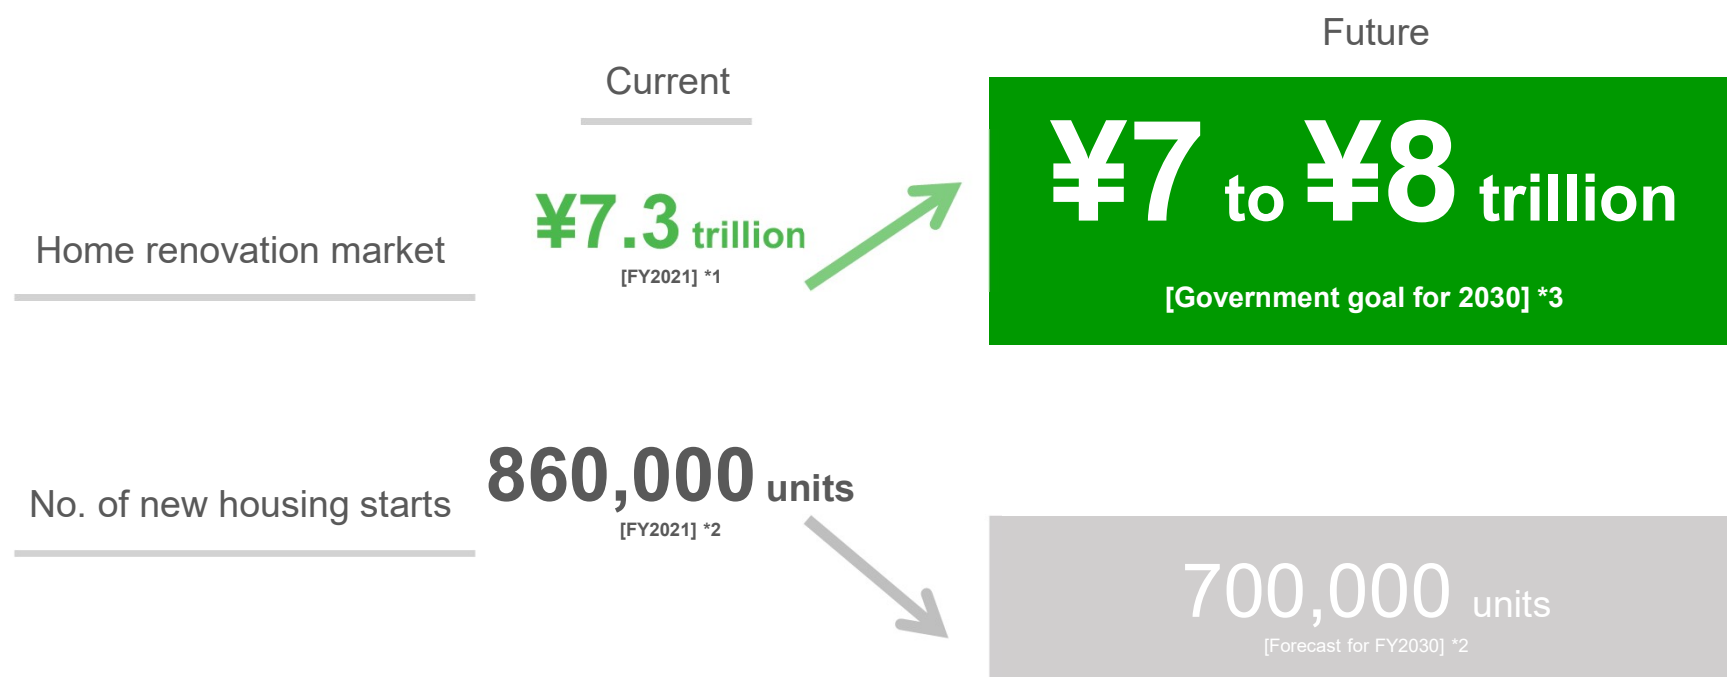 Future
Current
Home renovation market
¥7.3 trillion
[FY2021] *1
¥7 to ¥8 trillion
[Government goal for 2030] *3
No. of new housing starts
860,000 units
[FY2021] *2
700,000 units
[Forecast for FY2030] *2